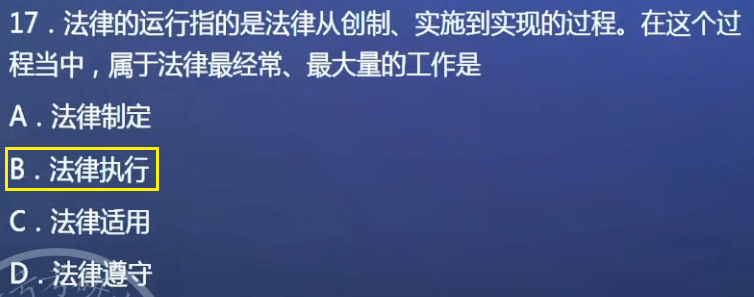 17．法律的运行指的是法律从创制、实施到实现的过程。在这个过
程当中，属于法律最经常、最大量的工作是
A．法律制定
B．法律执行
C．法律适用
D．法律遵守